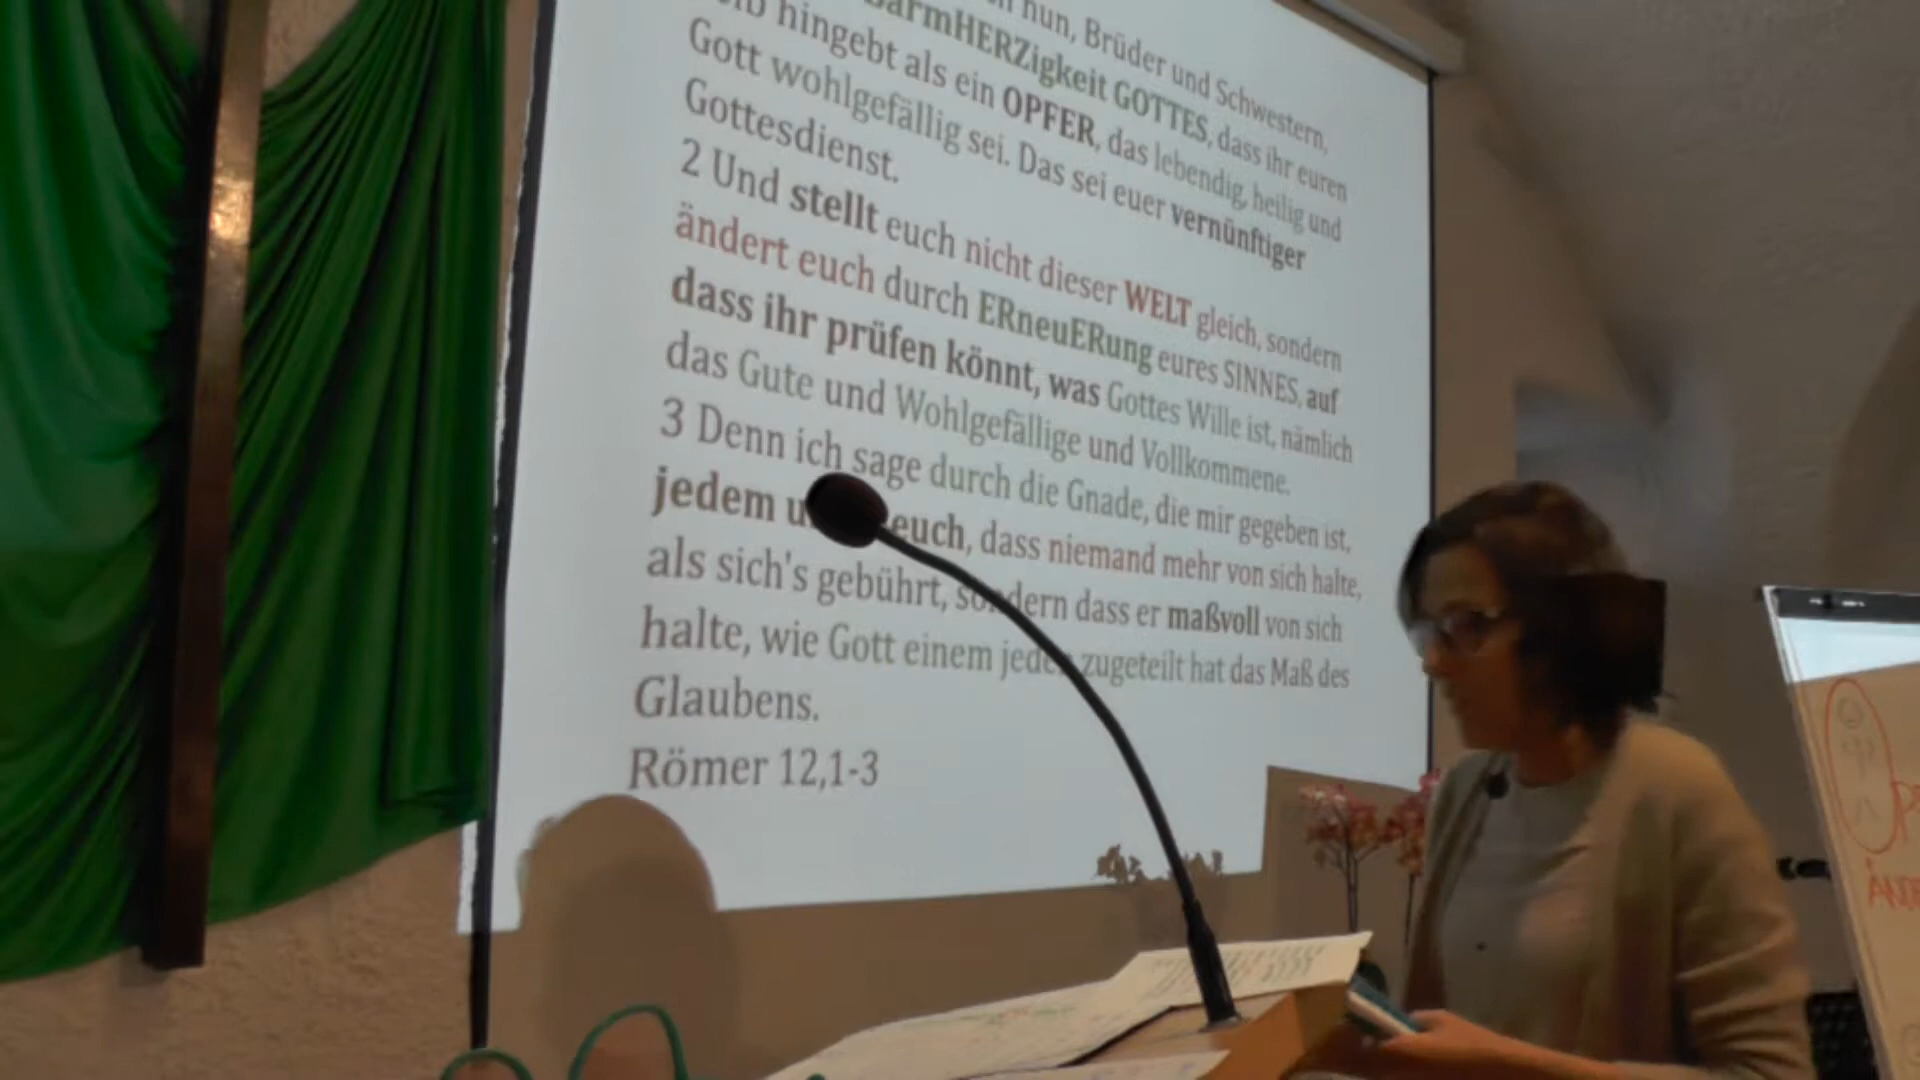 nun, Brüder und Schwestern,
BarmHERZigkeit GOTTES, dass ihr euren
hingebt als ein OPFER, das lebendig, heilig und
Gott wohlgefällig sei. Das sei euer vernünftiger
Gottesdienst.
2 Und stellt euch nicht dieser WELT gleich, sondern
ändert euch durch ERneuERung eures SINNES, auf
dass ihr prüfen könnt, was Gottes Wille ist, nämlich
das Gute und Wohlgefällige und Vollkommene.
3 Denn ich sage durch die Gnade, die mir gegeben ist,
jedem euch, dass niemand mehr von sich halte,
als sich's gebührt, sondern dass er maßvoll von sich
halte, wie Gott einem jeden zugeteilt hat das Maß des
Glaubens.
Römer 12,1-3